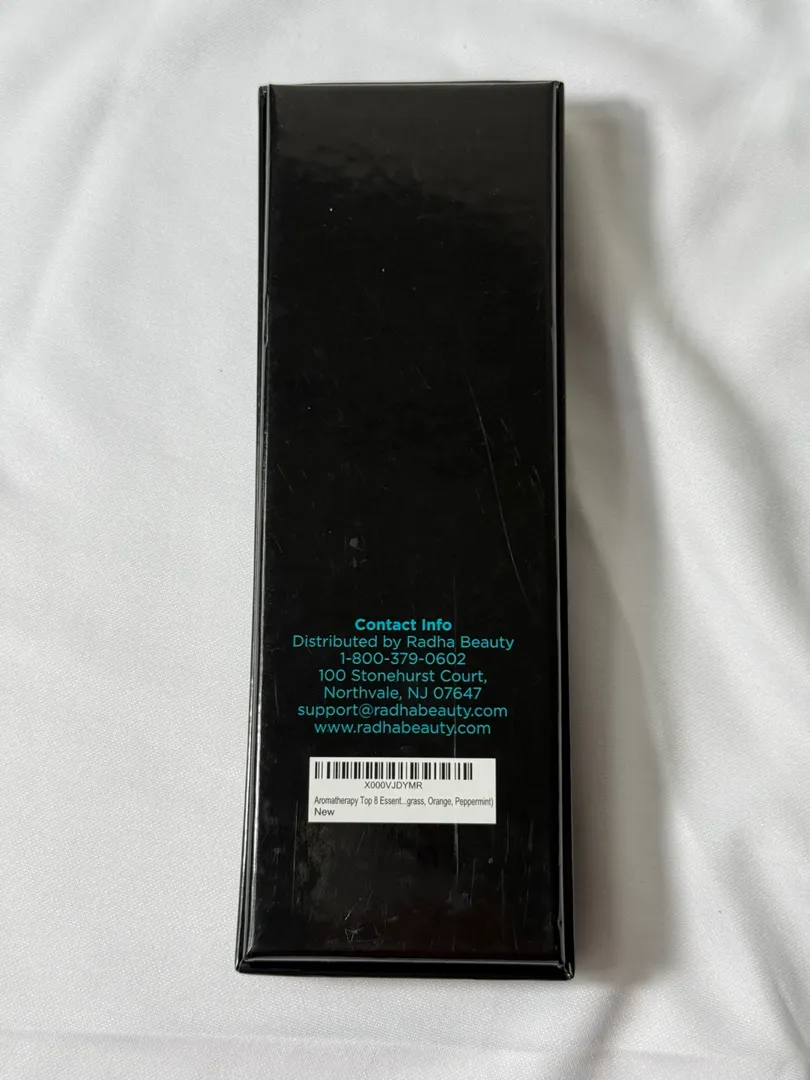 Contact Info
Distributed by Radha Beauty
1-800-379-0602
100 Stonehurst Court,
Northvale, NJ 07647
support@radhabeauty.com
www.radhabeauty.com
X000VJDYMR
Aromatherapy Top 8 Essent...grass, Orange, Peppermint)
New